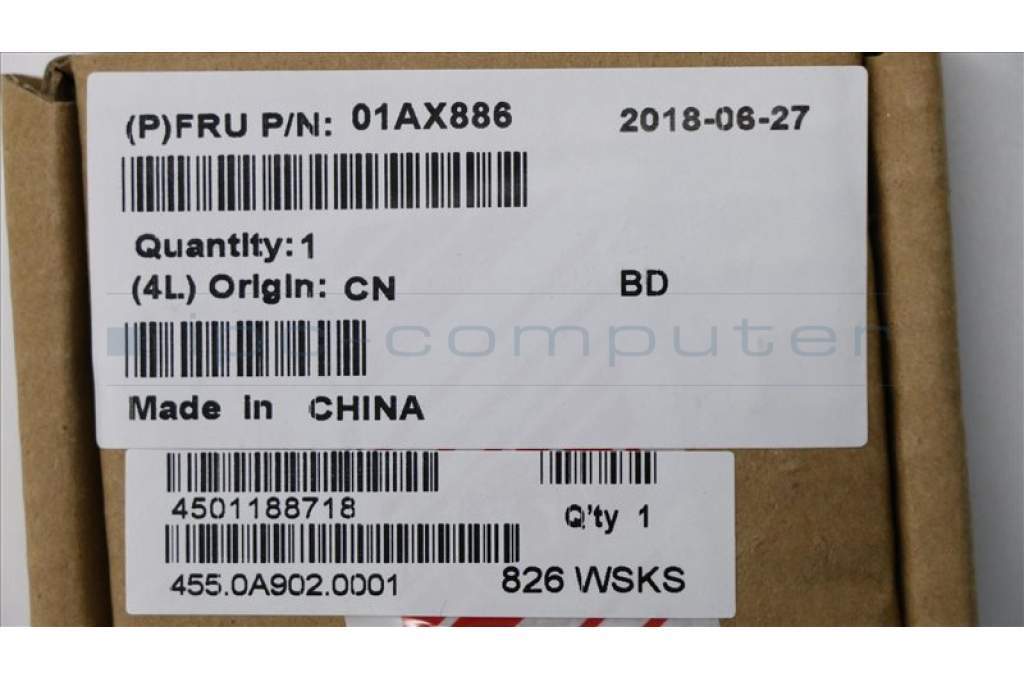 (P)FRU P/N: 01AX886 2018-06-27
Quantity:1
(4L) Origin: CN BD
ipc-computer
Made in CHINA
4501188718
Q'ty 1
455.0A902.0001 826 WSKS